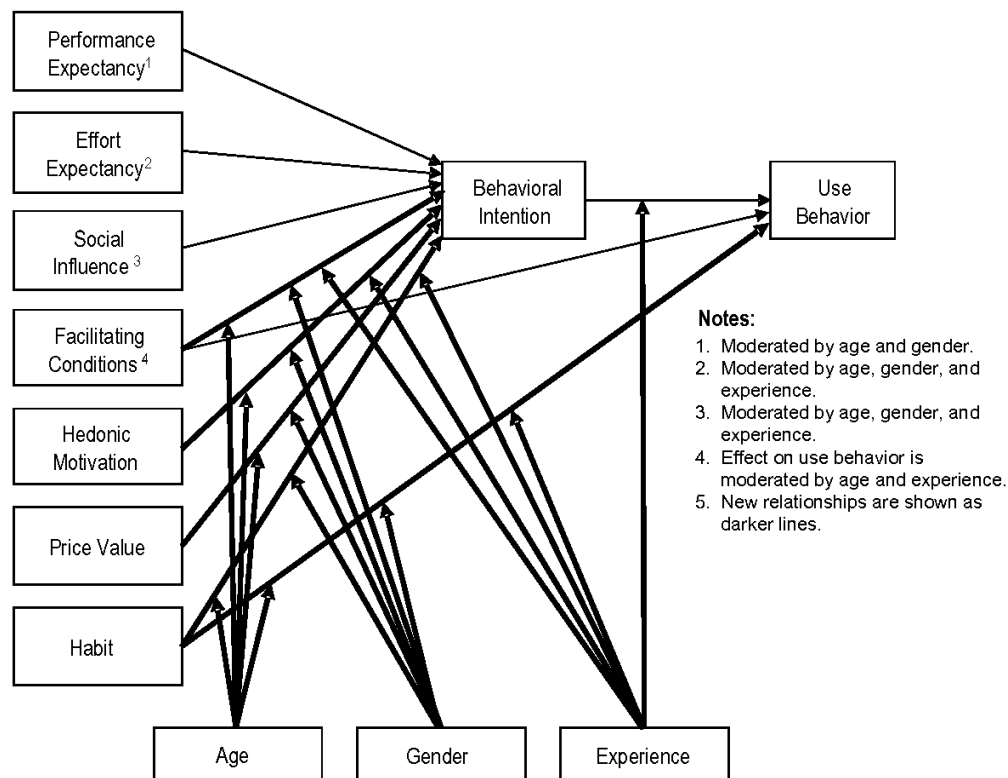 Performance
Expectancy1
Effort
Expectancy2
Social
Influence 3
Facilitating
Conditions 4
Hedonic
Motivation
Price Value
Habit
Behavioral
Intention
Use
Behavior
Notes:
1. Moderated by age and gender.
2. Moderated by age, gender, and
experience.
3. Moderated by age, gender, and
experience.
4. Effect on use behavior is
moderated by age and experience.
5. New relationships are shown as
darker lines.
Age
Gender
Experience